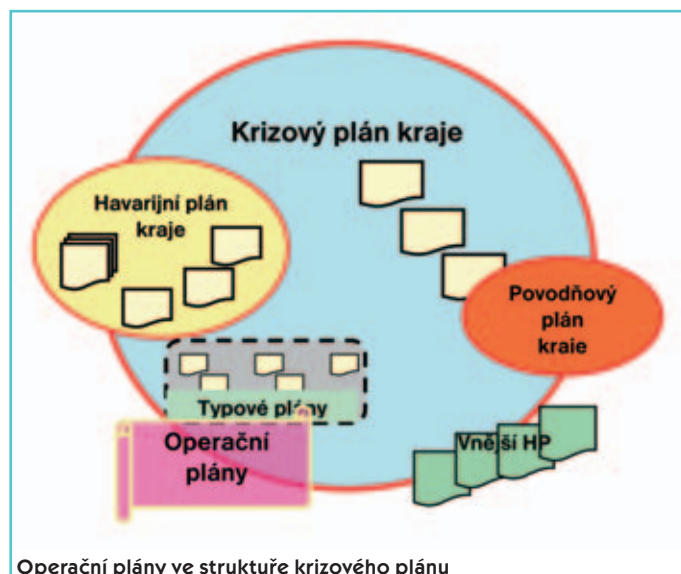 Krizový plán kraje
Havarijní plán
kraje
Povodňový
plán
kraje
Typové plány
Operační
plány
Vnější HP
Operační plány ve struktuře krizového plánu